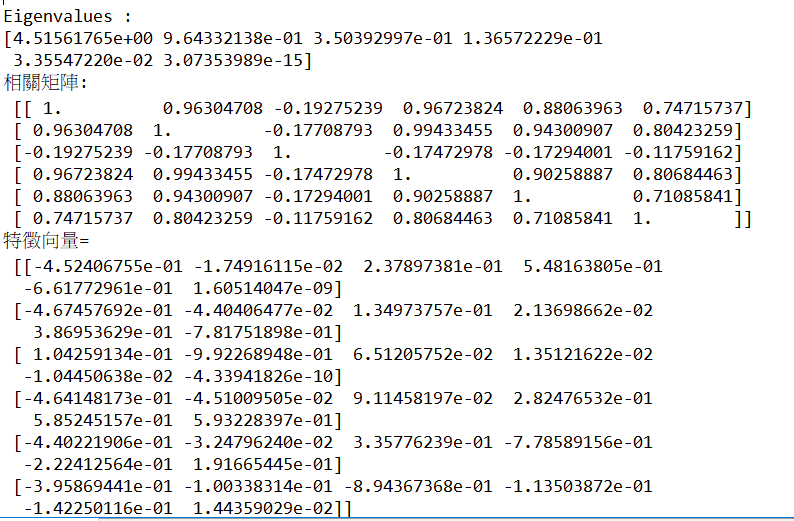 Eigenvalues :
[4.51561765e+00 9.64332138e-01 3.50392997e-01 1.36572229e-01
3.35547220e-02 3.07353989e-15]
相關矩陣:
[[ 1. 0.96304708 -0.19275239 0.96723824 0.88063963 0.74715737]
[ 0.96304708 1. -0.17708793 0.99433455 0.94300907 0.80423259]
[-0.19275239 -0.17708793 1. -0.17472978 -0.17294001 -0.11759162]
[ 0.96723824 0.99433455 -0.17472978 1. 0.90258887 0.80684463]
[ 0.88063963 0.94300907 -0.17294001 0.90258887 1. 0.71085841]
[ 0.74715737 0.80423259 -0.11759162 0.80684463 0.71085841 1. ]]
特徵向量=
[[-4.52406755e-01 -1.74916115e-02 2.37897381e-01 5.48163805e-01
-6.61772961e-01 1.60514047e-09]
[-4.67457692e-01 -4.40406477e-02 1.34973757e-01 2.13698662e-02
3.86953629e-01 -7.81751898e-01]
[ 1.04259134e-01 -9.92268948e-01 6.51205752e-02 1.35121622e-02
-1.04450638e-02 -4.33941826e-10]
[-4.64148173e-01 -4.51009505e-02 9.11458197e-02 2.82476532e-01
5.85245157e-01 5.93228397e-01]
[-4.40221906e-01 -3.24796240e-02 3.35776239e-01 -7.78589156e-01
-2.22412564e-01 1.91665445e-01]
[-3.95869441e-01 -1.00338314e-01 -8.94367368e-01 -1.13503872e-01
-1.42250116e-01 1.44359029e-02]]